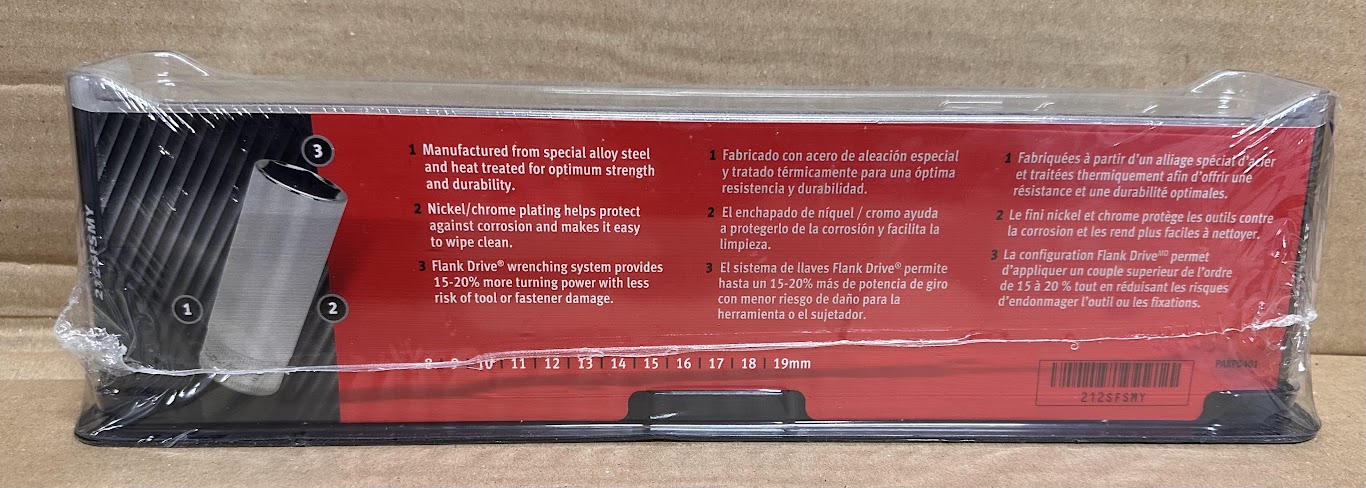 212SFSMY
3
1
2
1 Manufactured from special alloy steel
and heat treated for optimum strength
and durability.
2 Nickel/chrome plating helps protect
against corrosion and makes it easy
to wipe clean.
3 Flank Drive® wrenching system provides
15-20% more turning power with less
risk of tool or fastener damage.
1 Fabricado con acero de aleación especial
y tratado térmicamente para una óptima
resistencia y durabilidad.
2 El enchapado de níquel / cromo ayuda
a protegerlo de la corrosión y facilita la
limpieza.
3 El sistema de llaves Flank Drive® permite
hasta un 15-20% más de potencia de giro
con menor riesgo de daño para la
herramienta o el sujetador.
1 Fabriquées à partir d'un alliage spécial d'acier
et traitées thermiquement afin d'offrir une
résistance et une durabilité optimales.
2 Le fini nickel et chrome protège les outils contre
la corrosion et les rend plus faciles à nettoyer.
3 La configuration Flank Drive MD permet
d'appliquer un couple superieur de l'ordre
de 15 à 20 % tout en réduisant les risques
d'endommager l'outil ou les fixations.
8 | 9 | 10 | 11 | 12 | 13 | 14 | 15 | 16 | 17 | 18 | 19mm
212SFSMY